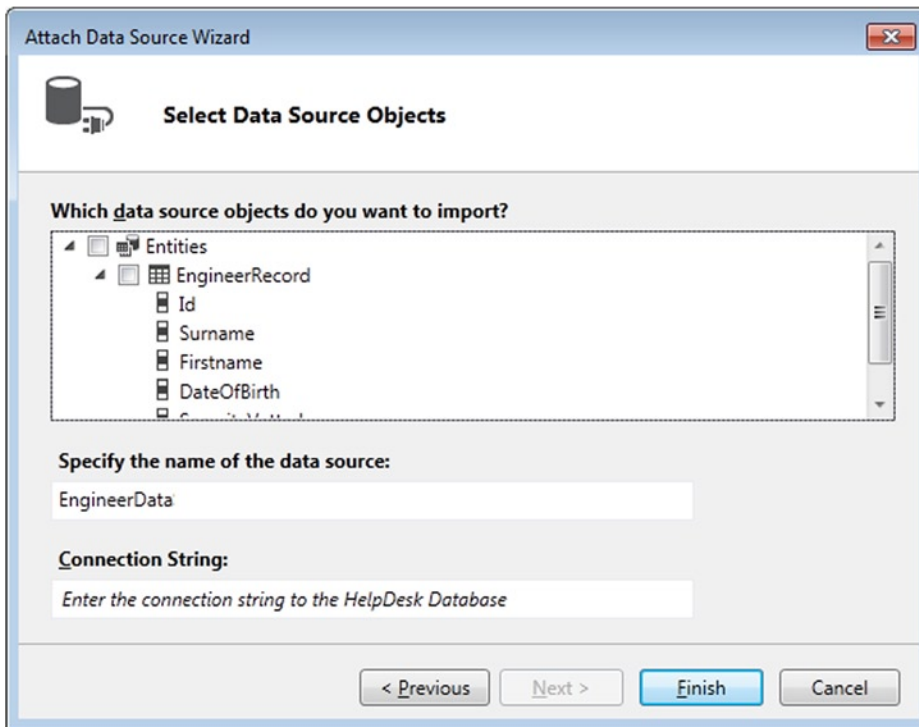 Attach Data Source Wizard
Select Data Source Objects
Which data source objects do you want to import?
Entities
EngineerRecord
Id
Surname
Firstname
DateOfBirth
Specify the name of the data source:
EngineerData
Connection String:
Enter the connection string to the HelpDesk Database
< Previous Next > Finish Cancel